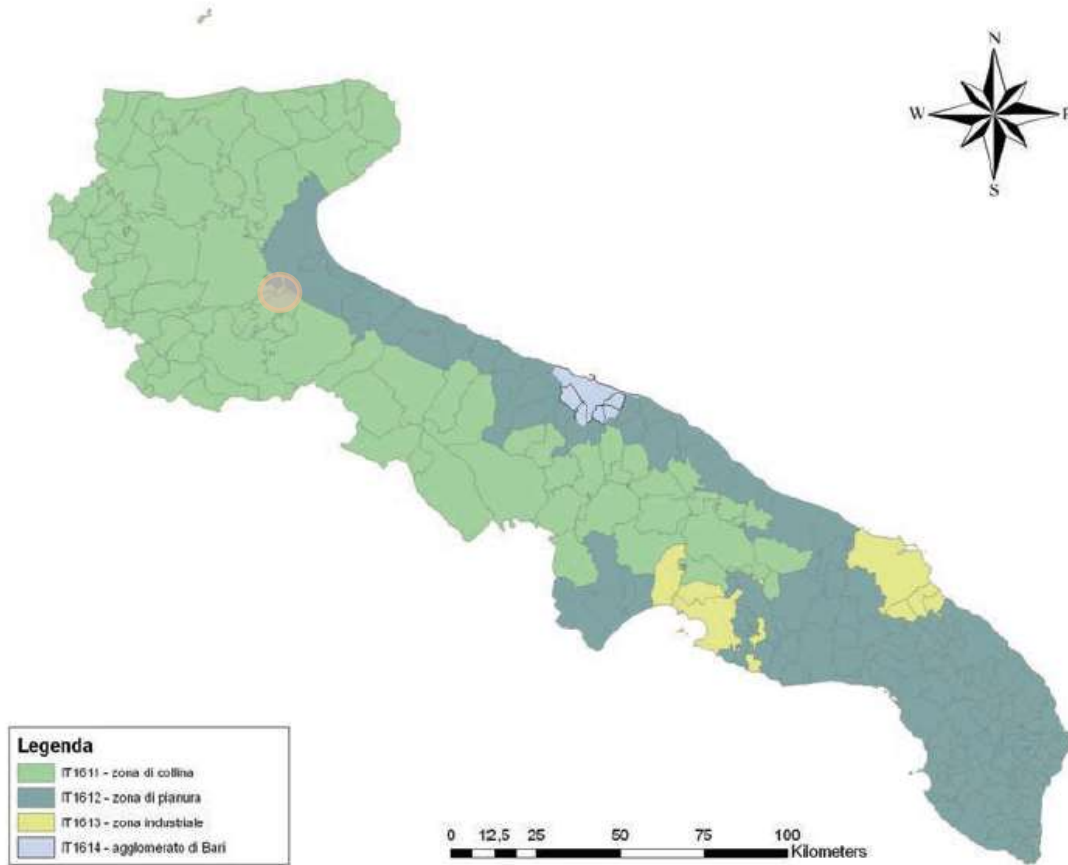 N
W E
S
Legenda
IT1611 - zona di collina
IT1612 - zona di pianura
IT1613 - zona industriale
IT1614 - agglomerato di Bari
0 12,5 25 50 75 100
Kilometers